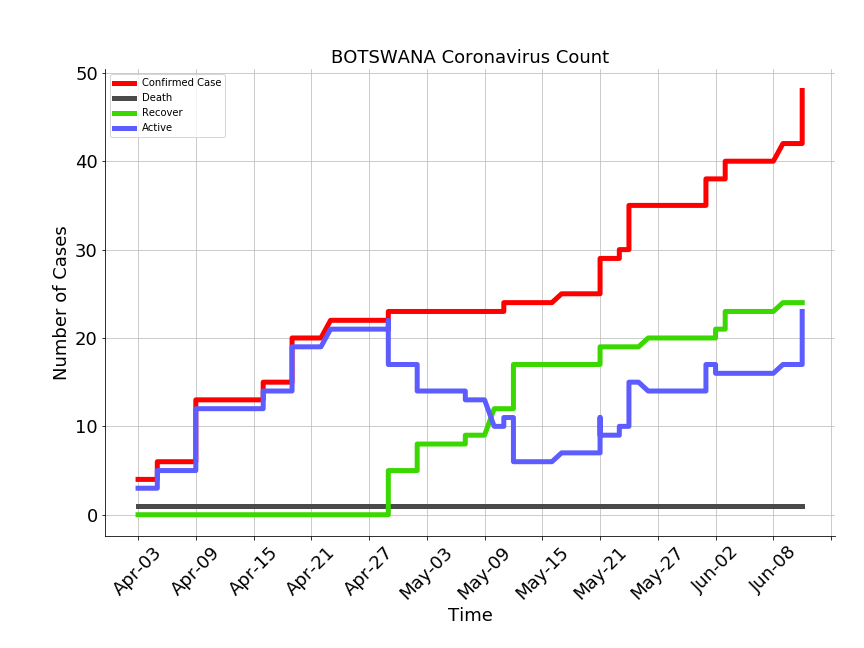 BOTSWANA Coronavirus Count
Confirmed Case
Death
Recover
Active
Number of Cases
50
40
30
20
10
0
Apr-03
Apr-09
Apr-15
Apr-21
Apr-27
May-03
May-09
May-15
May-21
May-27
Jun-02
Jun-08
Time